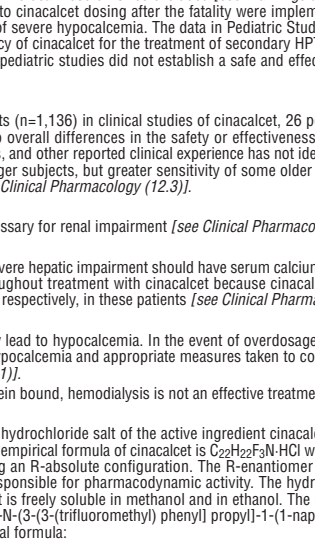 to cinacalcet dosing after the fatality were implem
of severe hypocalcemia. The data in Pediatric Stud
cy of cinacalcet for the treatment of secondary HPT
pediatric studies did not establish a safe and effec
ts (n=1,136) in clinical studies of cinacalcet, 26 p
o overall differences in the safety or effectiveness
s, and other reported clinical experience has not ide
ger subjects, but greater sensitivity of some older
Clinical Pharmacology (12.3)].
ssary for renal impairment [see Clinical Pharmaco
vere hepatic impairment should have serum calcium
ughout treatment with cinacalcet because cinacal
respectively, in these patients [see Clinical Pharma
y lead to hypocalcemia. In the event of overdosage
ypocalcemia and appropriate measures taken to co
1)].
ein bound, hemodialysis is not an effective treatme
hydrochloride salt of the active ingredient cinacalc
empirical formula of cinacalcet is C₂₂H₂₂F₃N·HCl w
g an R-absolute configuration. The R-enantiomer
sponsible for pharmacodynamic activity. The hydr
t is freely soluble in methanol and in ethanol. The
-N-(3-(3-(trifluoromethyl) phenyl] propyl]-1-(1-nap
al formula: